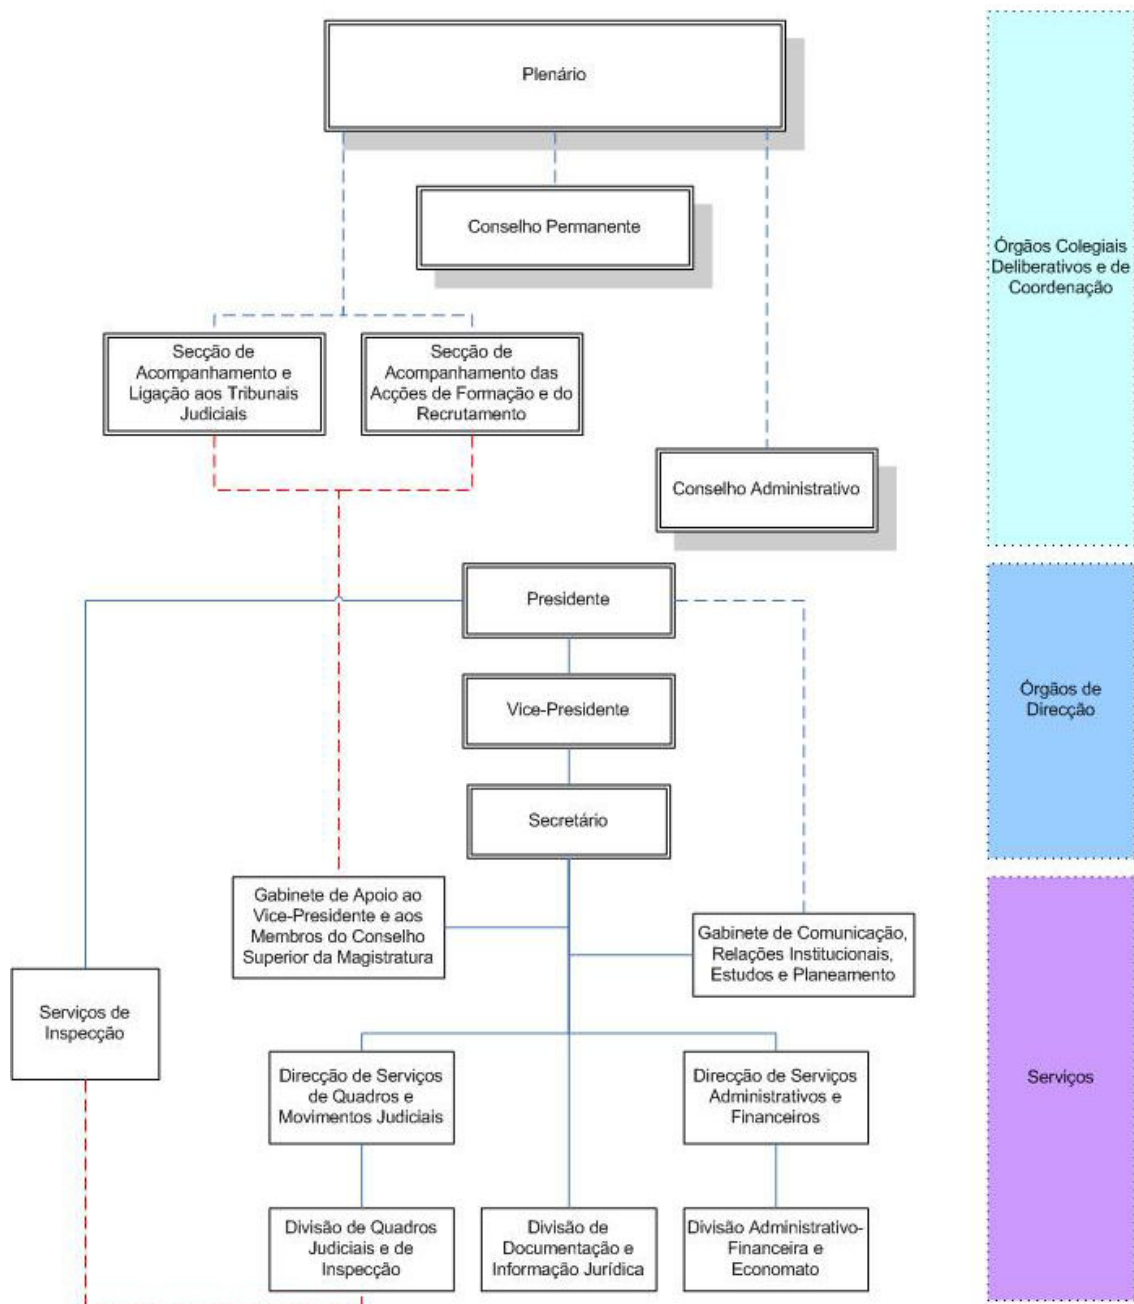 Plenário
Conselho Permanente
Órgãos Colegiais
Deliberativos e de
Coordenação
Secção de
Acompanhamento e
Ligação aos Tribunais
Judiciais
Secção de
Acompanhamento das
Acções de Formação e do
Recrutamento
Conselho Administrativo
Presidente
Vice-Presidente
Órgãos de
Direcção
Secretário
Gabinete de Apoio ao
Vice-Presidente e aos
Membros do Conselho
Superior da Magistratura
Gabinete de Comunicação,
Relações Institucionais,
Estudos e Planeamento
Serviços de
Inspecção
Direcção de Serviços
de Quadros e
Movimentos Judiciais
Direcção de Serviços
Administrativos e
Financeiros
Serviços
Divisão de Quadros
Judiciais e de
Inspecção
Divisão de
Documentação e
Informação Jurídica
Divisão Administrativo-
Financeira e
Economato